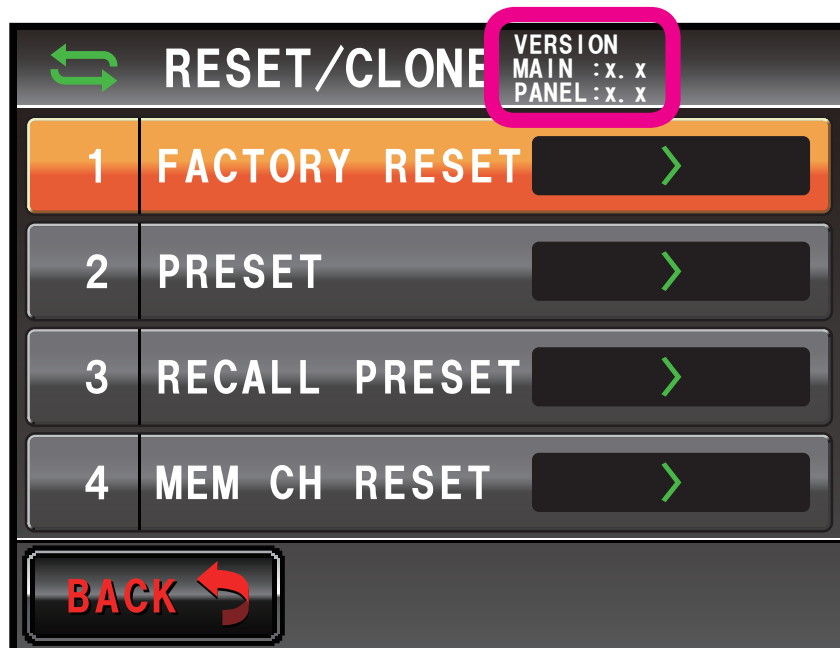 RESET/CLONE
VERSION
MAIN :x. x
PANEL:x. x
1 FACTORY RESET
2 PRESET
3 RECALL PRESET
4 MEM CH RESET
BACK